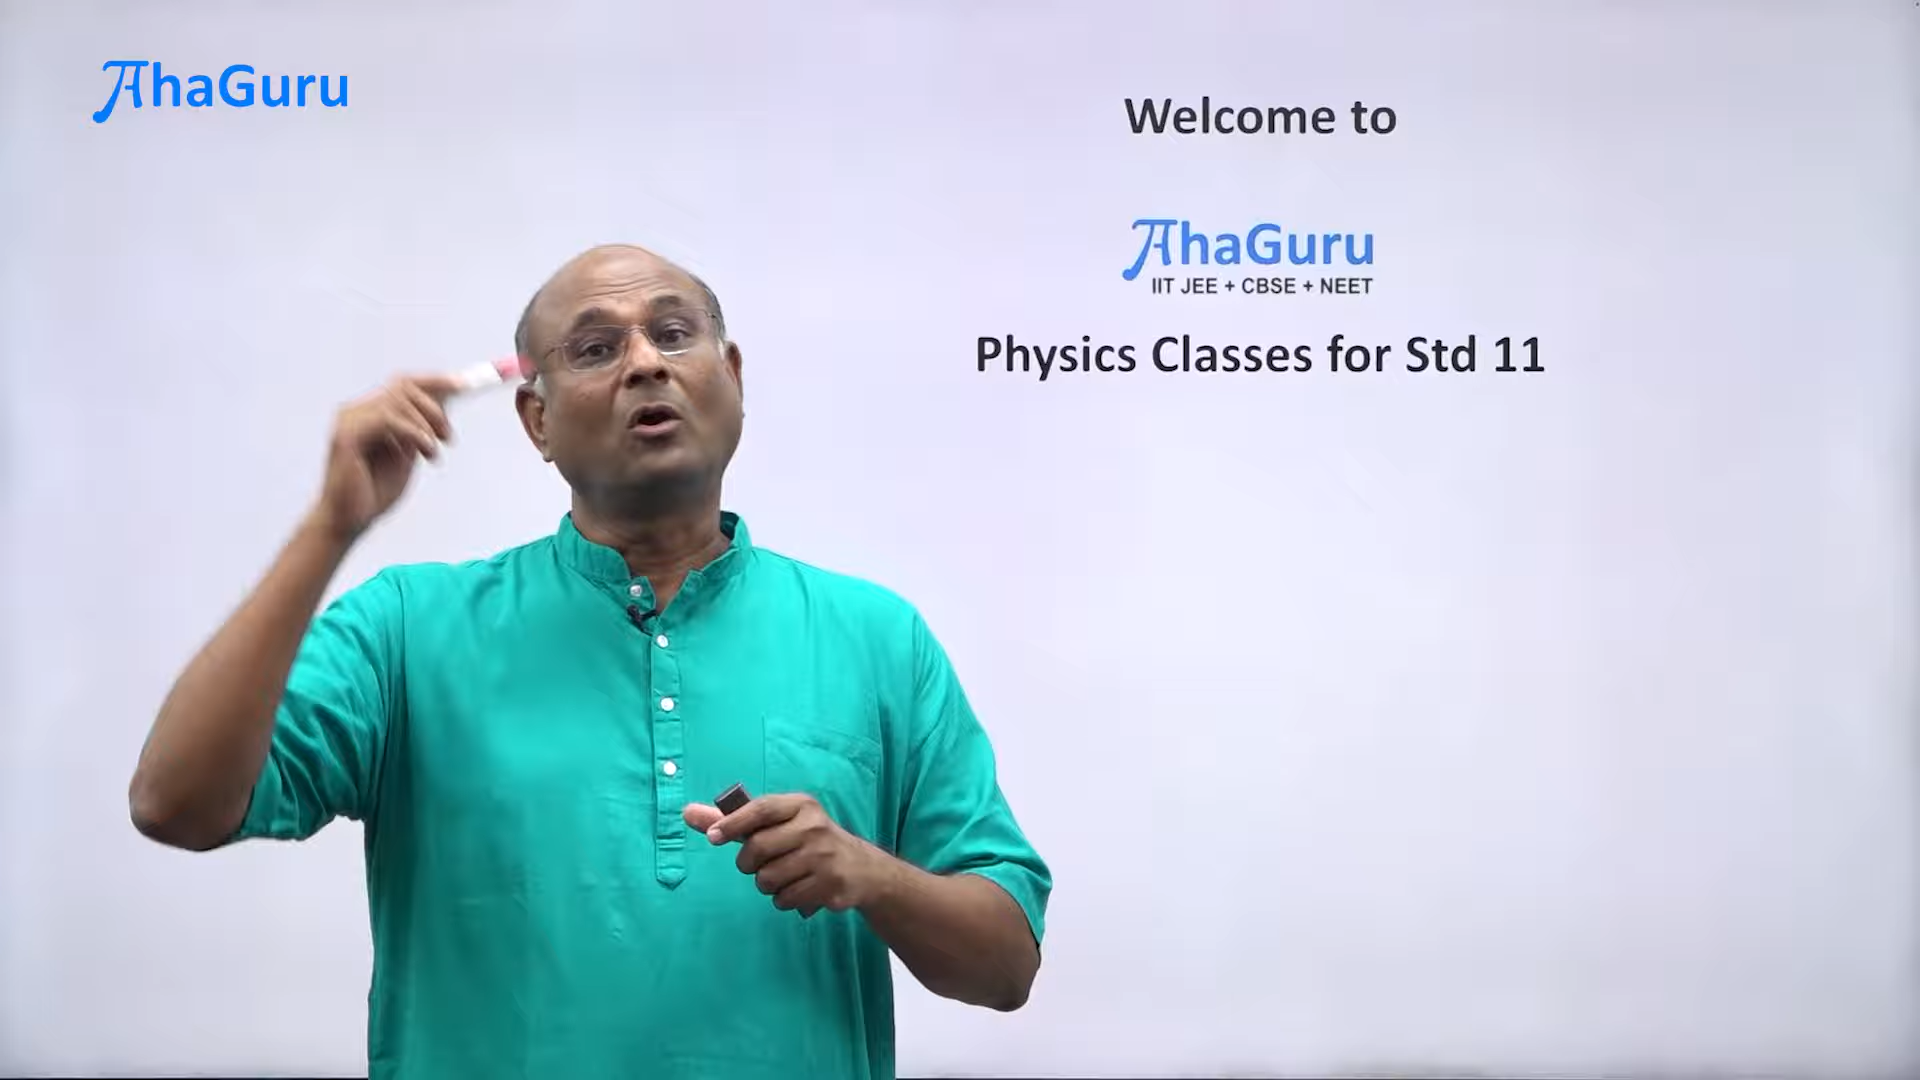 AhaGuru
Welcome to
AhaGuru
IIT JEE + CBSE + NEET
Physics Classes for Std 11